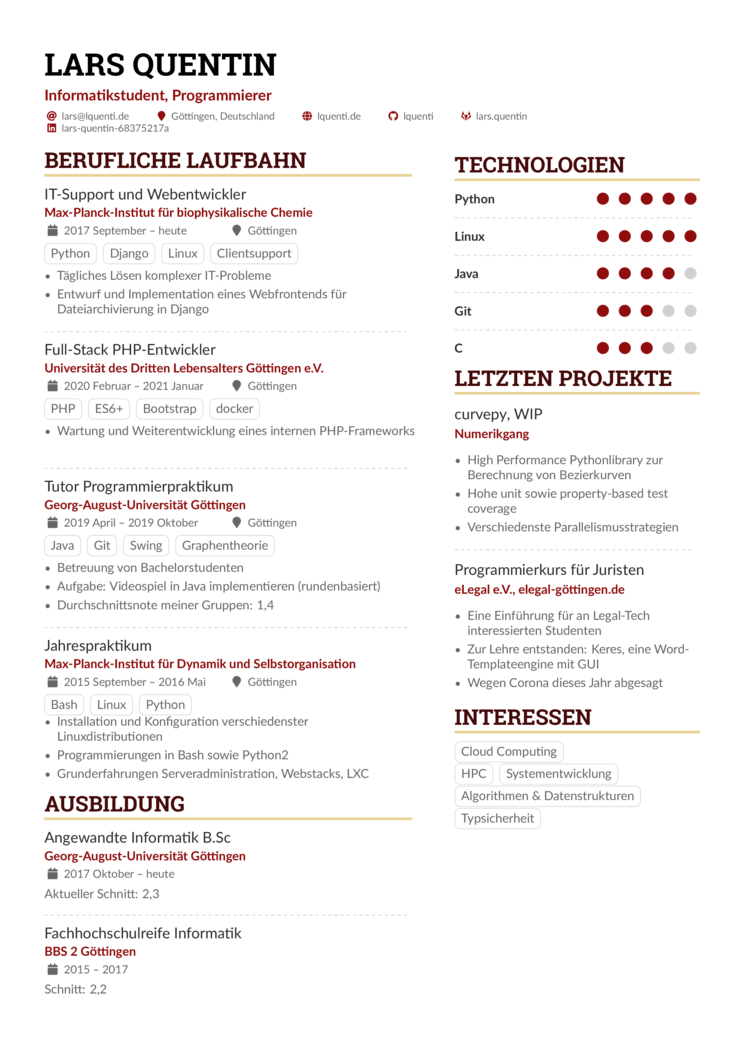 LARS QUENTIN
Informatikstudent, Programmierer
lars@lquenti.de Göttingen, Deutschland lquenti.de lquenti lars.quentin
lars-quentin-68375217a
BERUFLICHE LAUFBAHN
IT-Support und Webentwickler
Max-Planck-Institut für biophysikalische Chemie
2017 September – heute Göttingen
Python Django Linux Clientsupport
• Tägliches Lösen komplexer IT-Probleme
• Entwurf und Implementation eines Webfrontends für
Dateiarchivierung in Django
Full-Stack PHP-Entwickler
Universität des Dritten Lebensalters Göttingen e.V.
2020 Februar – 2021 Januar Göttingen
PHP ES6+ Bootstrap docker
• Wartung und Weiterentwicklung eines internen PHP-Frameworks
Tutor Programmierpraktikum
Georg-August-Universität Göttingen
2019 April – 2019 Oktober Göttingen
Java Git Swing Graphentheorie
• Betreuung von Bachelorstudenten
• Aufgabe: Videospiel in Java implementieren (rundenbasiert)
• Durchschnittsnote meiner Gruppen: 1,4
Jahrespraktikum
Max-Planck-Institut für Dynamik und Selbstorganisation
2015 September – 2016 Mai Göttingen
Bash Linux Python
• Installation und Konfiguration verschiedenster
Linuxdistributionen
• Programmierungen in Bash sowie Python2
• Grunderfahrungen Serveradministration, Webstacks, LXC
AUSBILDUNG
Angewandte Informatik B.Sc
Georg-August-Universität Göttingen
2017 Oktober – heute
Aktueller Schnitt: 2,3
Fachhochschulreife Informatik
BBS 2 Göttingen
2015 – 2017
Schnitt: 2,2
TECHNOLOGIEN
Python
Linux
Java
Git
C
LETZTEN PROJEKTE
curvepy, WIP
Numerikgang
• High Performance Pythonlibrary zur
Berechnung von Bezierkurven
• Hohe unit sowie property-based test
coverage
• Verschiedenste Parallelismusstrategien
Programmierkurs für Juristen
eLegal e.V., elegal-göttingen.de
• Eine Einführung für an Legal-Tech
interessierten Studenten
• Zur Lehre entstanden: Keres, eine Word-
Templateengine mit GUI
• Wegen Corona dieses Jahr abgesagt
INTERESSEN
Cloud Computing
HPC Systementwicklung
Algorithmen & Datenstrukturen
Typsicherheit